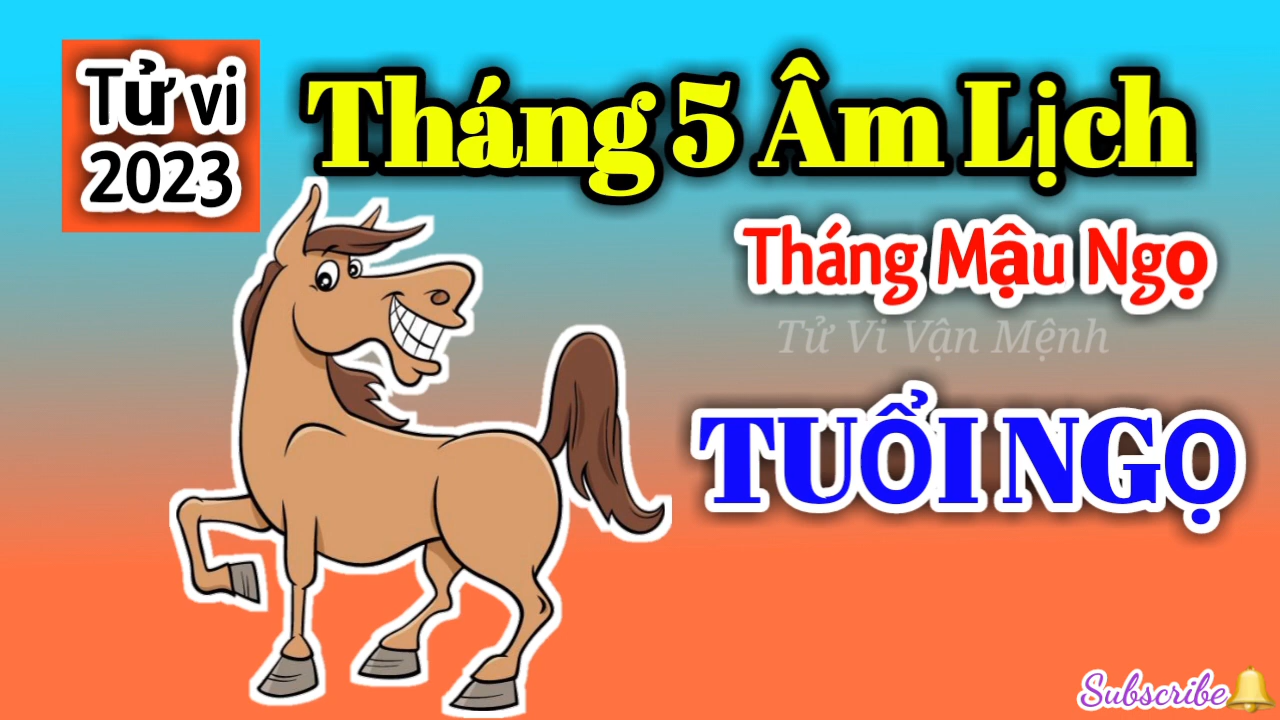 Tử vi
2023
Tháng 5 Âm Lịch
Tháng Mậu Ngọ
Tử Vi Vận Mệnh
TUỔI NGỌ
Subscribe